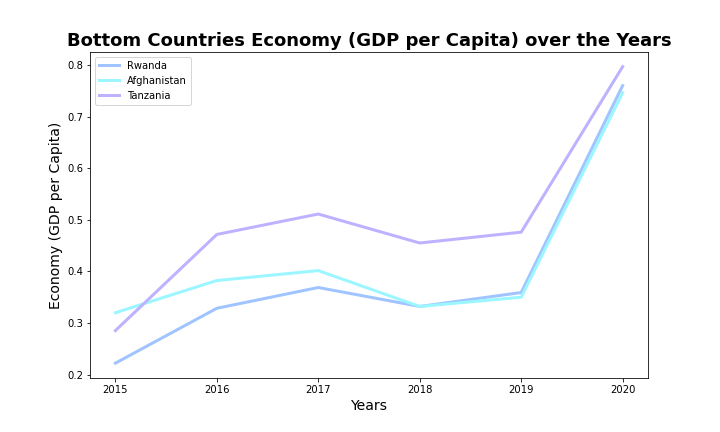 Bottom Countries Economy (GDP per Capita) over the Years
Rwanda
Afghanistan
Tanzania
Economy (GDP per Capita)
0.8
0.7
0.6
0.5
0.4
0.3
0.2
2015 2016 2017 2018 2019 2020
Years